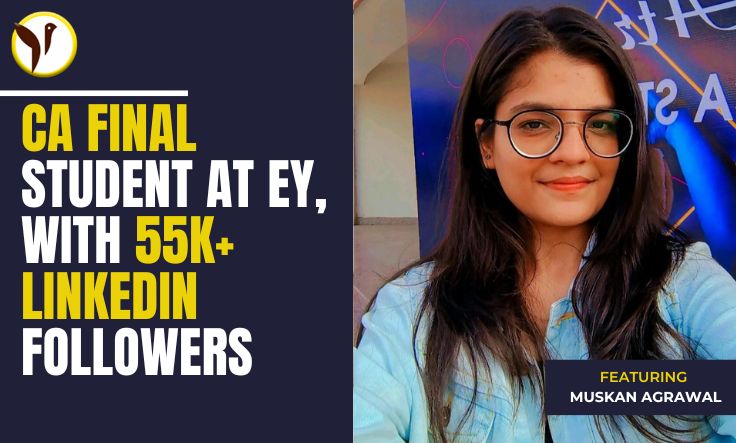 CA FINAL
STUDENT AT EY,
WITH 55K+
LINKEDIN
FOLLOWERS
FEATURING
MUSKAN AGRAWAL